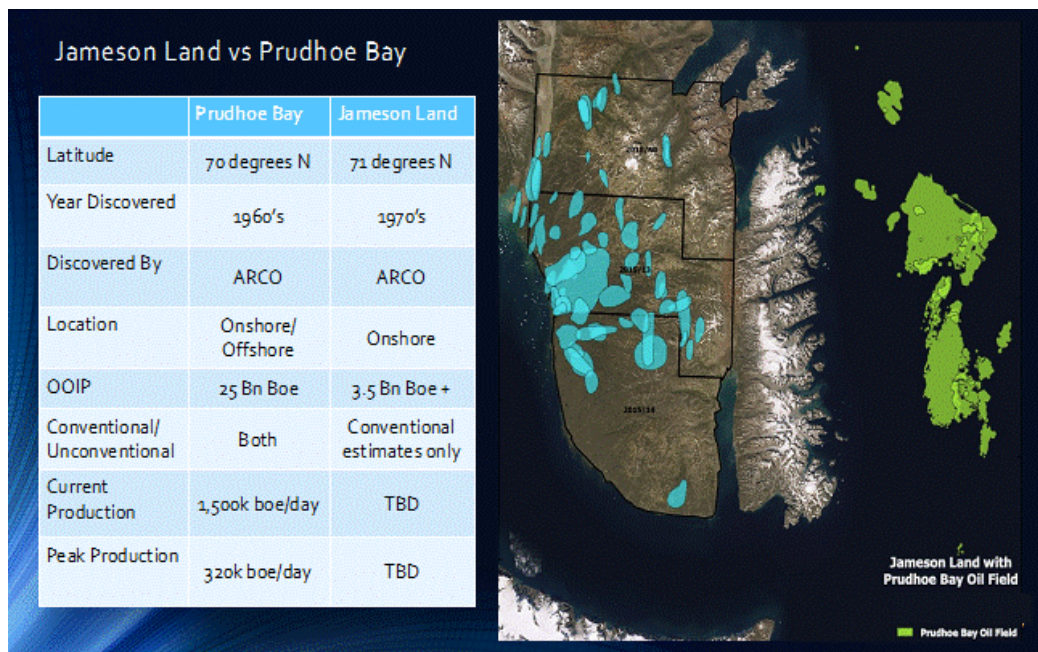 Jameson Land vs Prudhoe Bay
Prudhoe Bay Jameson Land
Latitude 70 degrees N 71 degrees N
Year Discovered 1960's 1970's
Discovered By ARCO ARCO
Location Onshore/ Offshore Onshore
OOIP 25 Bn Boe 3.5 Bn Boe +
Conventional/ Unconventional Both Conventional estimates only
Current Production 1,500k boe/day TBD
Peak Production 320k boe/day TBD
2015/13
2015/14
Jameson Land with
Prudhoe Bay Oil Field
Prudhoe Bay Oil Field